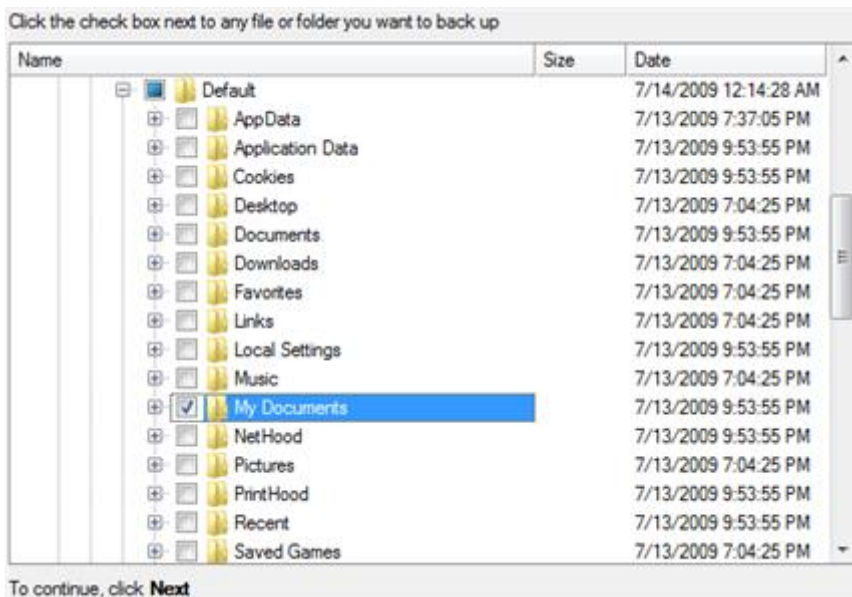 Click the check box next to any file or folder you want to back up
Name Size Date
Default 7/14/2009 12:14:28 AM
AppData 7/13/2009 7:37:05 PM
Application Data 7/13/2009 9:53:55 PM
Cookies 7/13/2009 9:53:55 PM
Desktop 7/13/2009 7:04:25 PM
Documents 7/13/2009 9:53:55 PM
Downloads 7/13/2009 7:04:25 PM
Favorites 7/13/2009 7:04:25 PM
Links 7/13/2009 7:04:25 PM
Local Settings 7/13/2009 9:53:55 PM
Music 7/13/2009 7:04:25 PM
My Documents 7/13/2009 9:53:55 PM
NetHood 7/13/2009 9:53:55 PM
Pictures 7/13/2009 7:04:25 PM
PrintHood 7/13/2009 9:53:55 PM
Recent 7/13/2009 9:53:55 PM
Saved Games 7/13/2009 7:04:25 PM
To continue, click Next